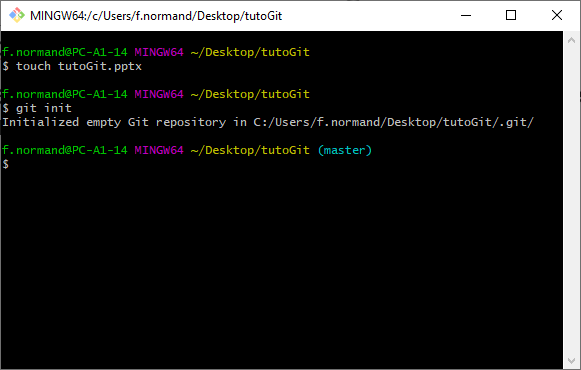 MINGW64:/c/Users/f.normand/Desktop/tutoGit
f.normand@PC-A1-14 MINGW64 ~/Desktop/tutoGit
$ touch tutoGit.pptx
f.normand@PC-A1-14 MINGW64 ~/Desktop/tutoGit
$ git init
Initialized empty Git repository in C:/Users/f.normand/Desktop/tutoGit/.git/
f.normand@PC-A1-14 MINGW64 ~/Desktop/tutoGit (master)
$